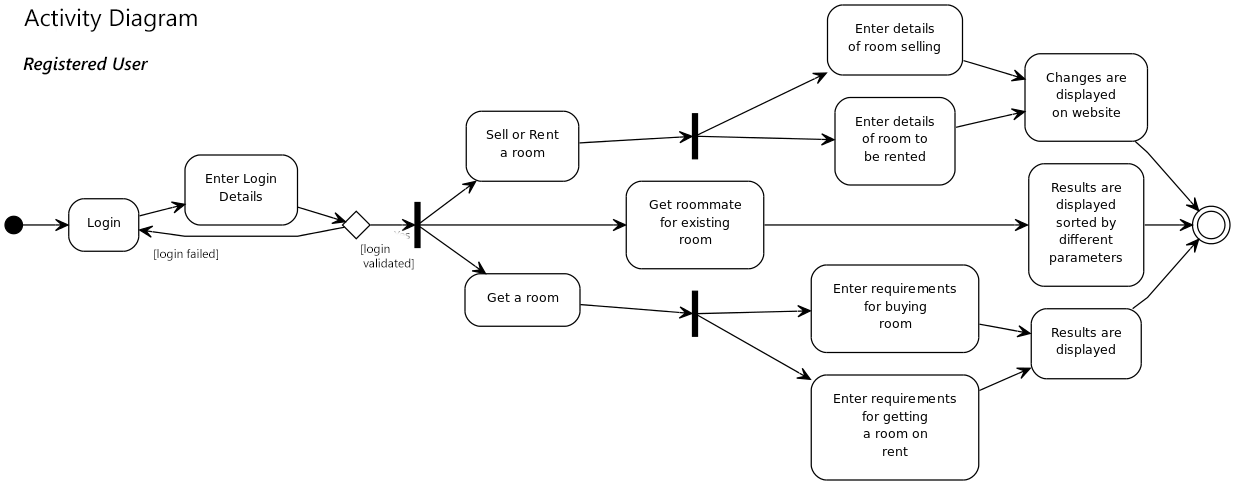 Activity Diagram
Registered User
Login
Enter Login
Details
[login failed]
[login
validated]
Sell or Rent
a room
Get roommate
for existing
room
Get a room
Enter details
of room selling
Enter details
of room to
be rented
Enter requirements
for buying
room
Enter requirements
for getting
a room on
rent
Changes are
displayed
on website
Results are
displayed
sorted by
different
parameters
Results are
displayed